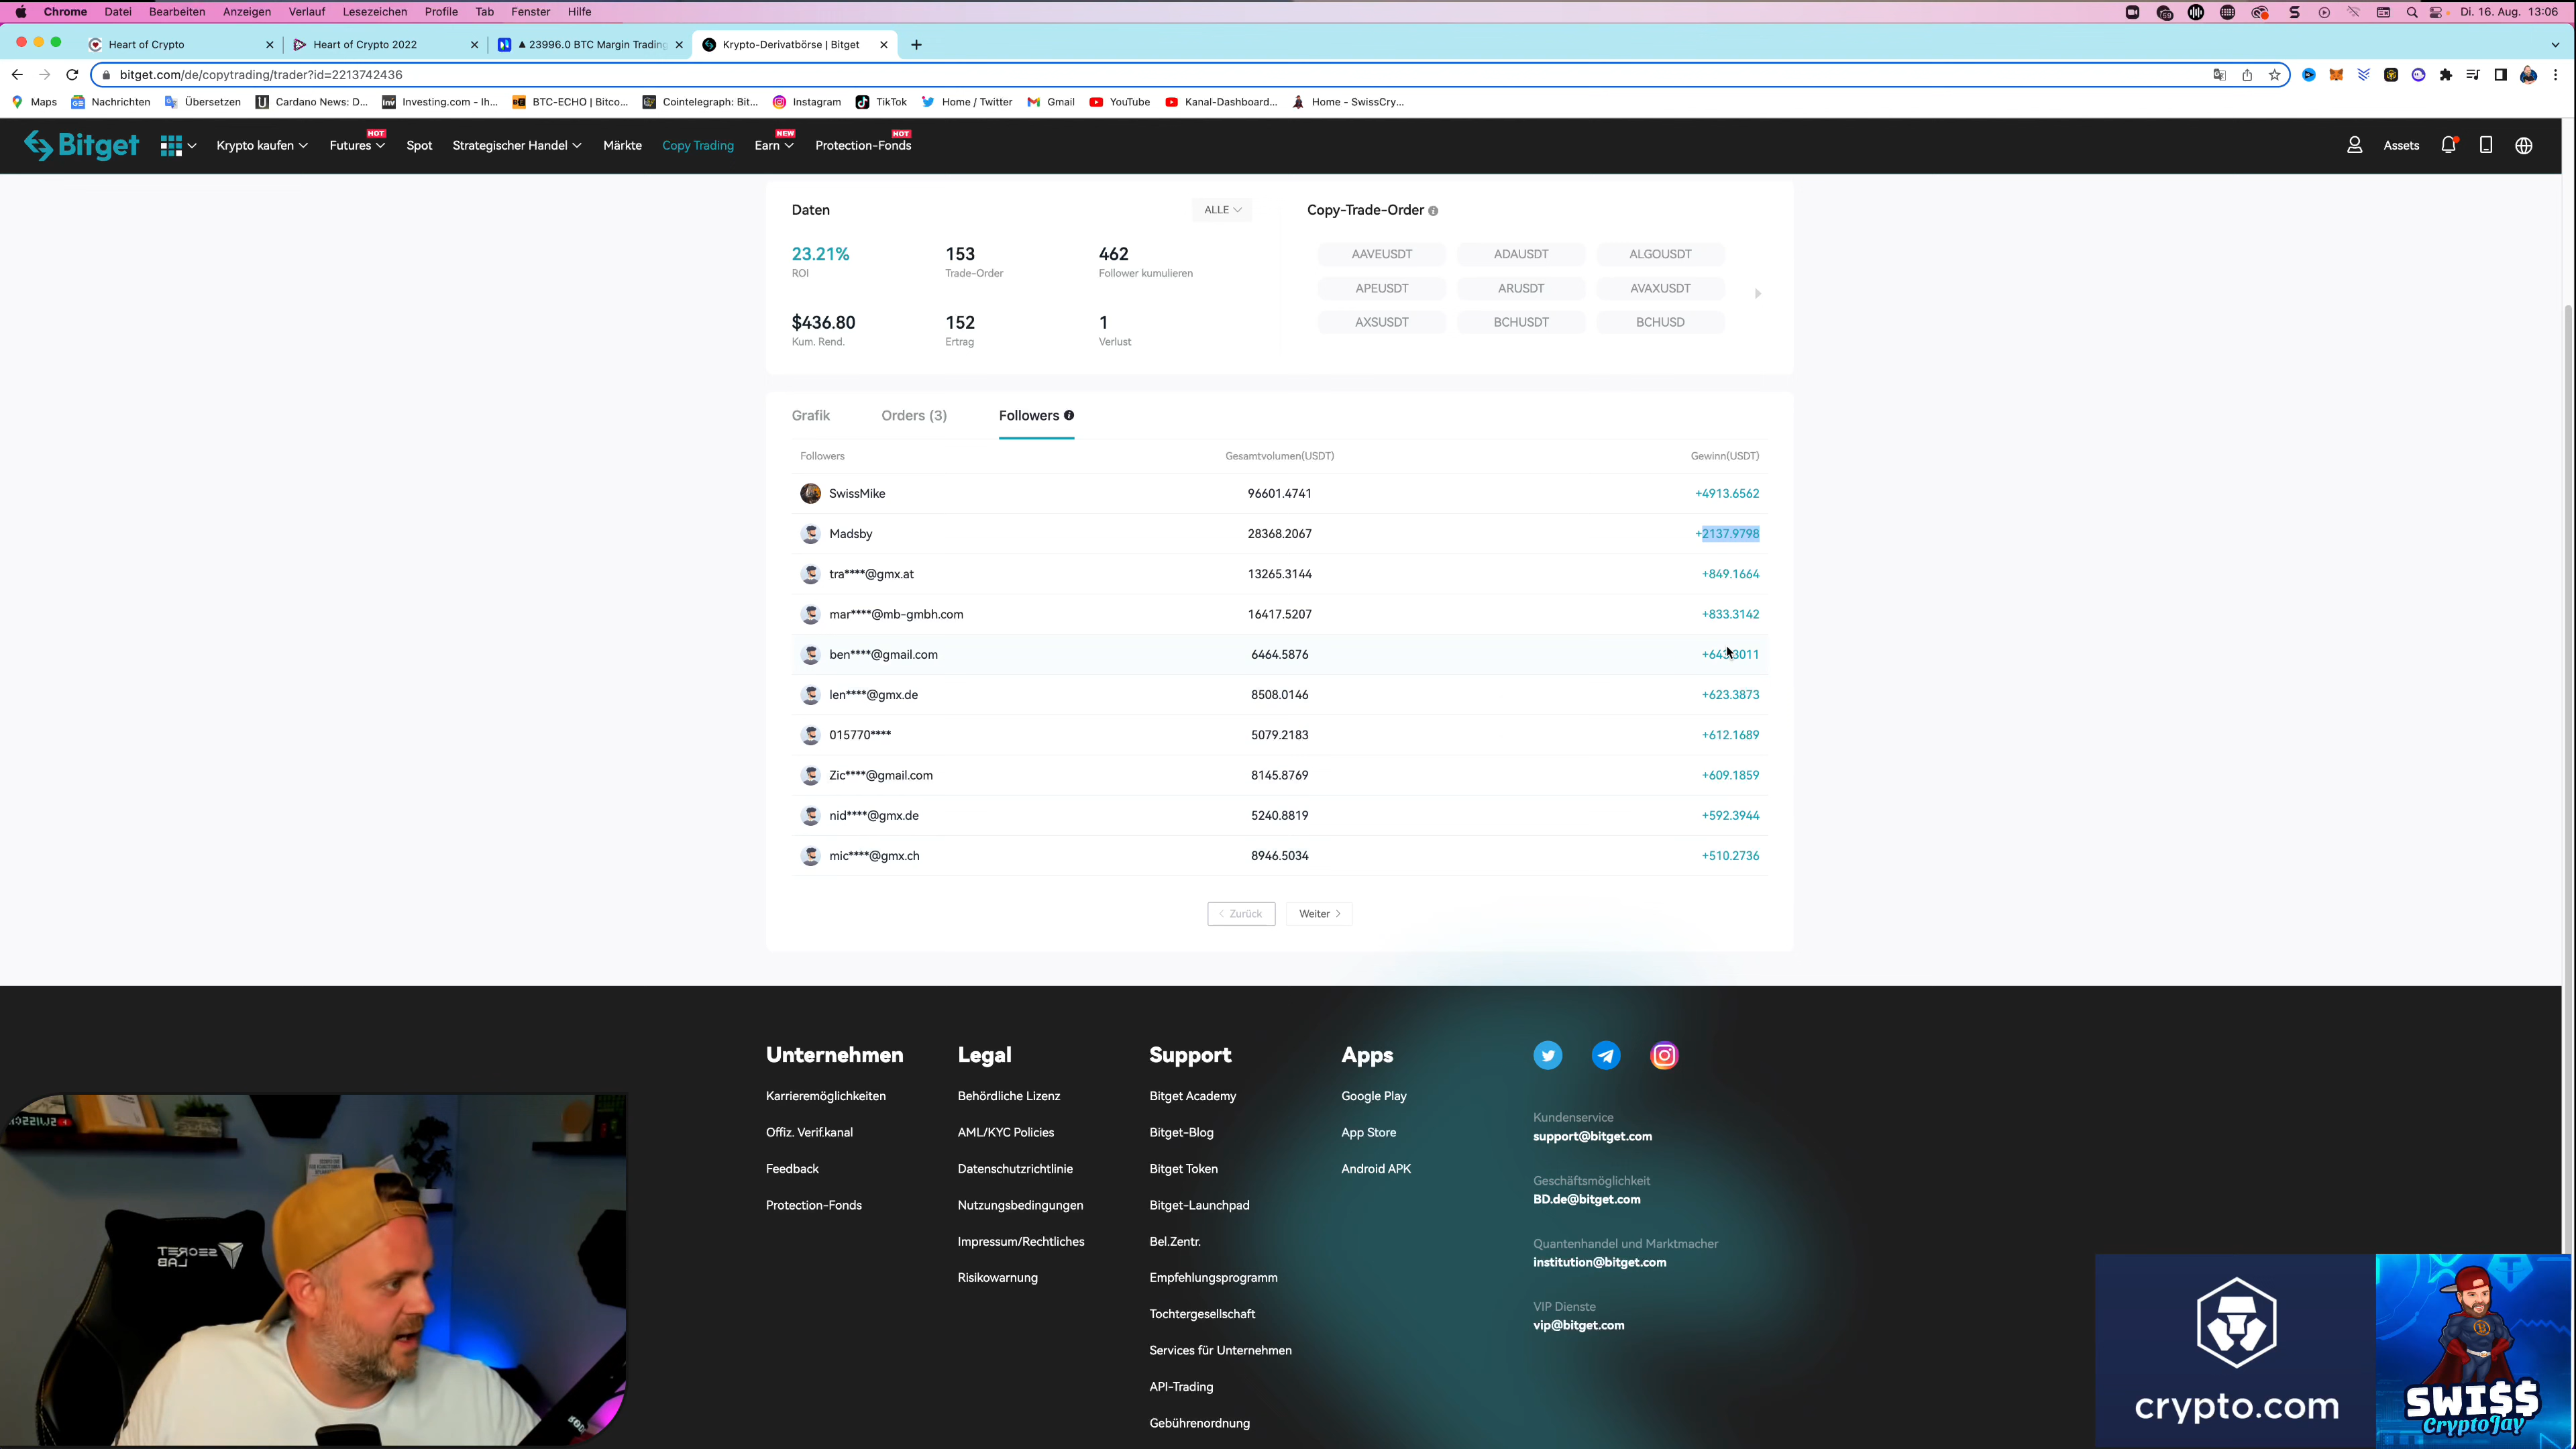 Chrome Datei Bearbeiten Anzeigen Verlauf Lesezeichen Profile Tab Fenster Hilfe Di. 16. Aug. 13:06
Heart of Crypto Heart of Crypto 2022 ▲ 23996.0 BTC Margin Trading Krypto-Derivatbörse | Bitget
bitget.com/de/copytrading/trader?id=2213742436
Maps Nachrichten Übersetzen Cardano News: D... Investing.com - Ih... BTC-ECHO | Bitco... Cointelegraph: Bit... Instagram TikTok Home / Twitter Gmail YouTube Kanal-Dashboard... Home - SwissCry...
HOT NEW HOT
Bitget Krypto kaufen Futures Spot Strategischer Handel Märkte Copy Trading Earn Protection-Fonds Assets
Daten ALLE Copy-Trade-Order
23.21% 153 462 AAVEUSDT ADAUSDT ALGOUSDT
ROI Trade-Order Follower kumulieren
APEUSDT ARUSDT AVAXUSDT
$436.80 152 1 AXSUSDT BCHUSDT BCHUSD
Kum. Rend. Ertrag Verlust
Grafik Orders (3) Followers
Followers Gesamtvolumen(USDT) Gewinn(USDT)
SwissMike 96601.4741 +4913.6562
Madsby 28368.2067 +2137.9798
tra****@gmx.at 13265.3144 +849.1664
mar****@mb-gmbh.com 16417.5207 +833.3142
ben****@gmail.com 6464.5876 +643.3011
len****@gmx.de 8508.0146 +623.3873
015770**** 5079.2183 +612.1689
Zic****@gmail.com 8145.8769 +609.1859
nid****@gmx.de 5240.8819 +592.3944
mic****@gmx.ch 8946.5034 +510.2736
< Zurück Weiter >
Unternehmen Legal Support Apps
Karrieremöglichkeiten Behördliche Lizenz Bitget Academy Google Play
Kundenservice
Offiz. Verif.kanal AML/KYC Policies Bitget-Blog App Store support@bitget.com
Feedback Datenschutzrichtlinie Bitget Token Android APK
Geschäftsmöglichkeit
BD.de@bitget.com
Protection-Fonds Nutzungsbedingungen Bitget-Launchpad
Impressum/Rechtliches Bel.Zentr. Quantenhandel und Marktmacher
institution@bitget.com
Risikowarnung Empfehlungsprogramm
VIP Dienste
Tochtergesellschaft
vip@bitget.com
Services für Unternehmen
API-Trading
Gebührenordnung
SECRET
LAB
crypto.com
SWI$$
CryptoJay